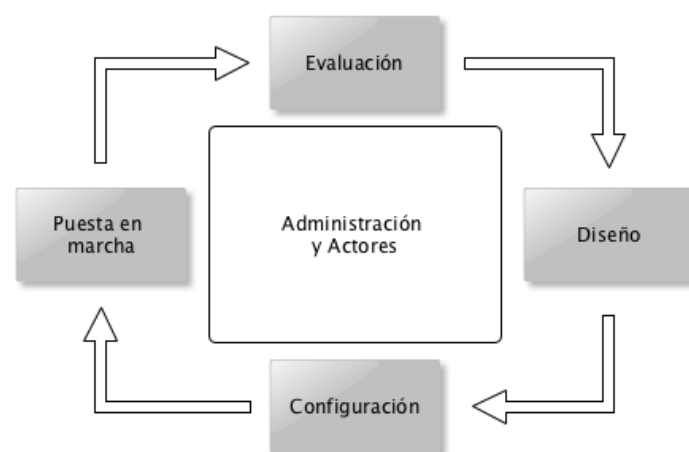 Evaluación
Puesta en
marcha
Administración
y Actores
Diseño
Configuración